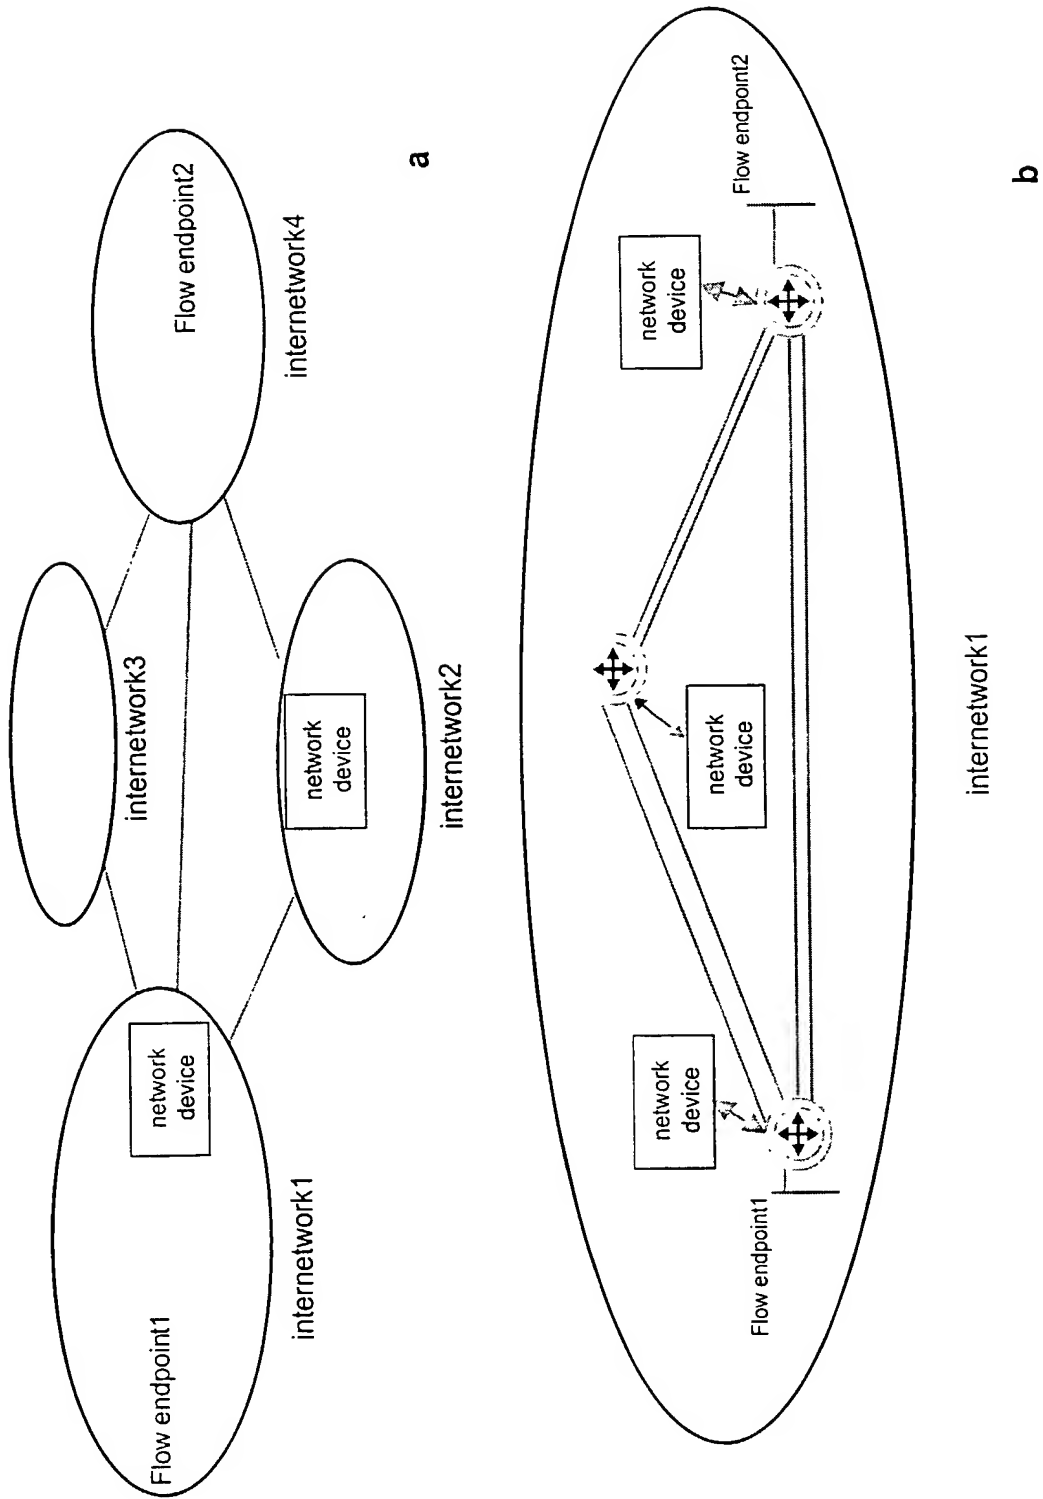 internetwork3
Flow endpoint1
network
device
internetwork1
Flow endpoint2
internetwork4
network
device
internetwork2
a
network
device
network
device
network
device
Flow endpoint1
Flow endpoint2
internetwork1
b